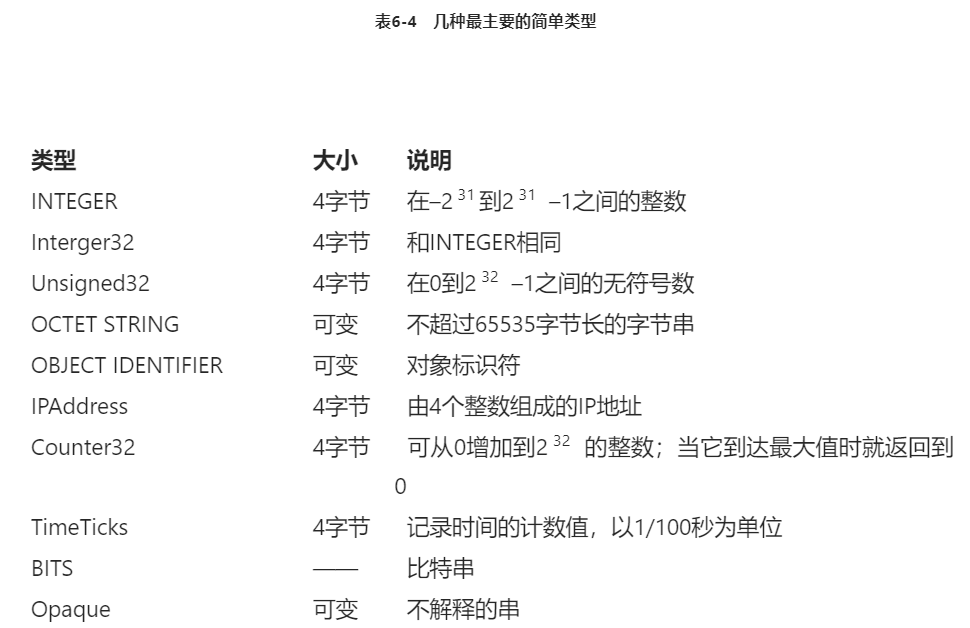 表6-4 几种最主要的简单类型
类型 大小 说明
INTEGER 4字节 在–2 31 到2 31 –1之间的整数
Interger32 4字节 和INTEGER相同
Unsigned32 4字节 在0到2 32 –1之间的无符号数
OCTET STRING 可变 不超过65535字节长的字节串
OBJECT IDENTIFIER 可变 对象标识符
IPAddress 4字节 由4个整数组成的IP地址
Counter32 4字节 可从0增加到2 32 的整数；当它到达最大值时就返回到
0
TimeTicks 4字节 记录时间的计数值，以1/100秒为单位
BITS —— 比特串
Opaque 可变 不解释的串